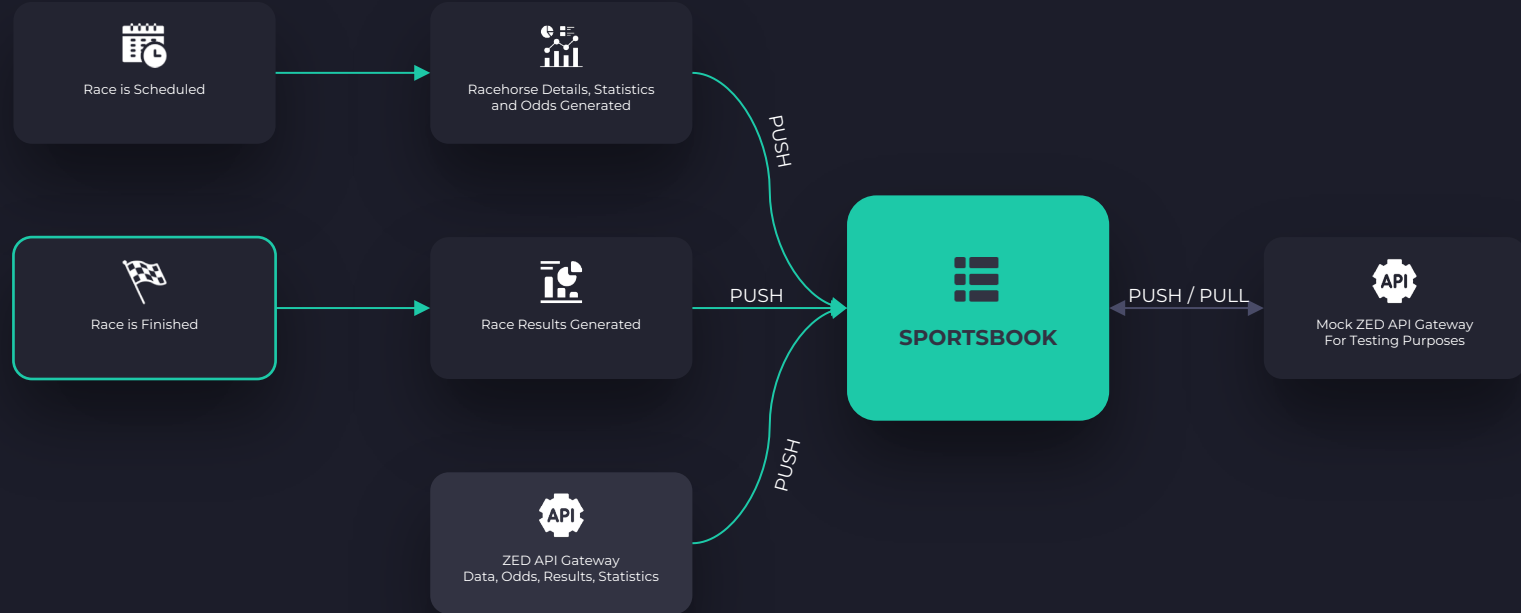 Race is Scheduled
Racehorse Details, Statistics
and Odds Generated
PUSH
Race is Finished
Race Results Generated
PUSH
SPORTSBOOK
PUSH / PULL
API
Mock ZED API Gateway
For Testing Purposes
PUSH
API
ZED API Gateway
Data, Odds, Results, Statistics